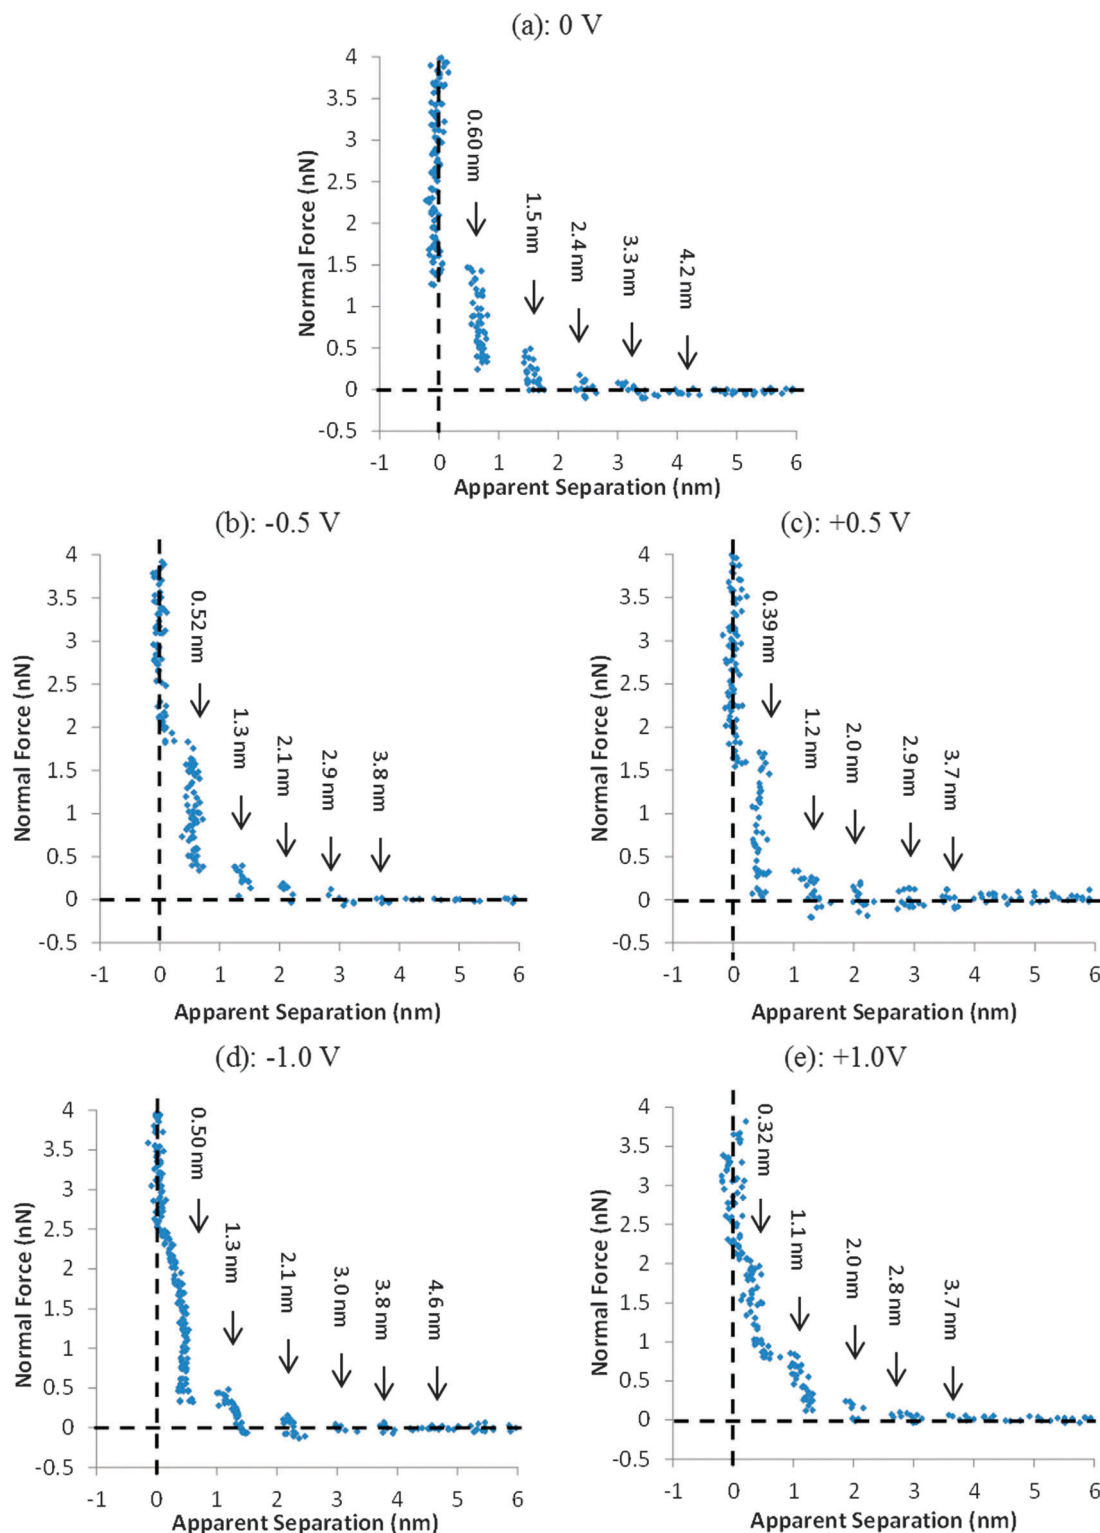 (a): 0 V
4
3.5
3
2.5
2
1.5
1
0.5
0
-0.5
Normal Force (nN)
0.60 nm
1.5 nm
2.4 nm
3.3 nm
4.2 nm
-1 0 1 2 3 4 5 6
Apparent Separation (nm)
(b): -0.5 V
4
3.5
3
2.5
2
1.5
1
0.5
0
-0.5
Normal Force (nN)
0.52 nm
1.3 nm
2.1 nm
2.9 nm
3.8 nm
-1 0 1 2 3 4 5 6
Apparent Separation (nm)
(c): +0.5 V
4
3.5
3
2.5
2
1.5
1
0.5
0
-0.5
Normal Force (nN)
0.39 nm
1.2 nm
2.0 nm
2.9 nm
3.7 nm
-1 0 1 2 3 4 5 6
Apparent Separation (nm)
(d): -1.0 V
4
3.5
3
2.5
2
1.5
1
0.5
0
-0.5
Normal Force (nN)
0.50 nm
1.3 nm
2.1 nm
3.0 nm
3.8 nm
4.6 nm
-1 0 1 2 3 4 5 6
Apparent Separation (nm)
(e): +1.0V
4
3.5
3
2.5
2
1.5
1
0.5
0
-0.5
Normal Force (nN)
0.32 nm
1.1 nm
2.0 nm
2.8 nm
3.7 nm
-1 0 1 2 3 4 5 6
Apparent Separation (nm)